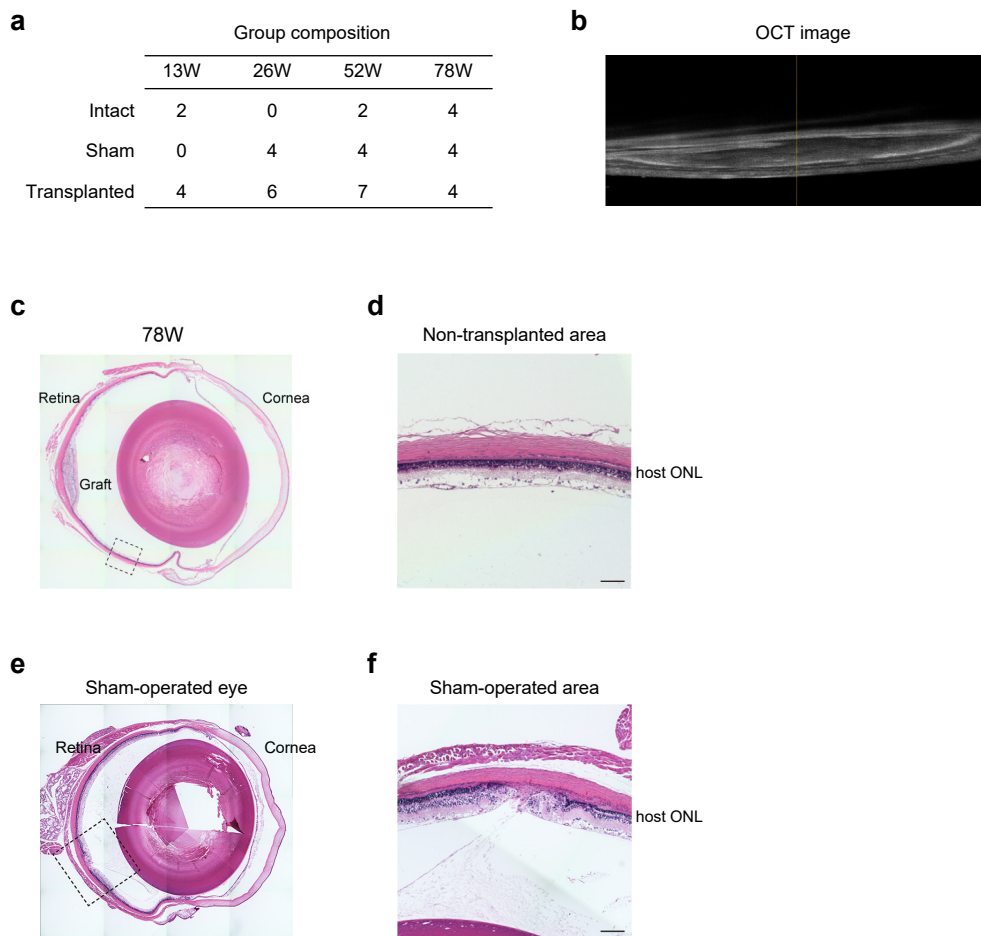 a
Group composition
13W 26W 52W 78W
Intact 2 0 2 4
Sham 0 4 4 4
Transplanted 4 6 7 4
b
OCT image
c
78W
Retina
Cornea
Graft
d
Non-transplanted area
host ONL
e
Sham-operated eye
Retina
Cornea
f
Sham-operated area
host ONL